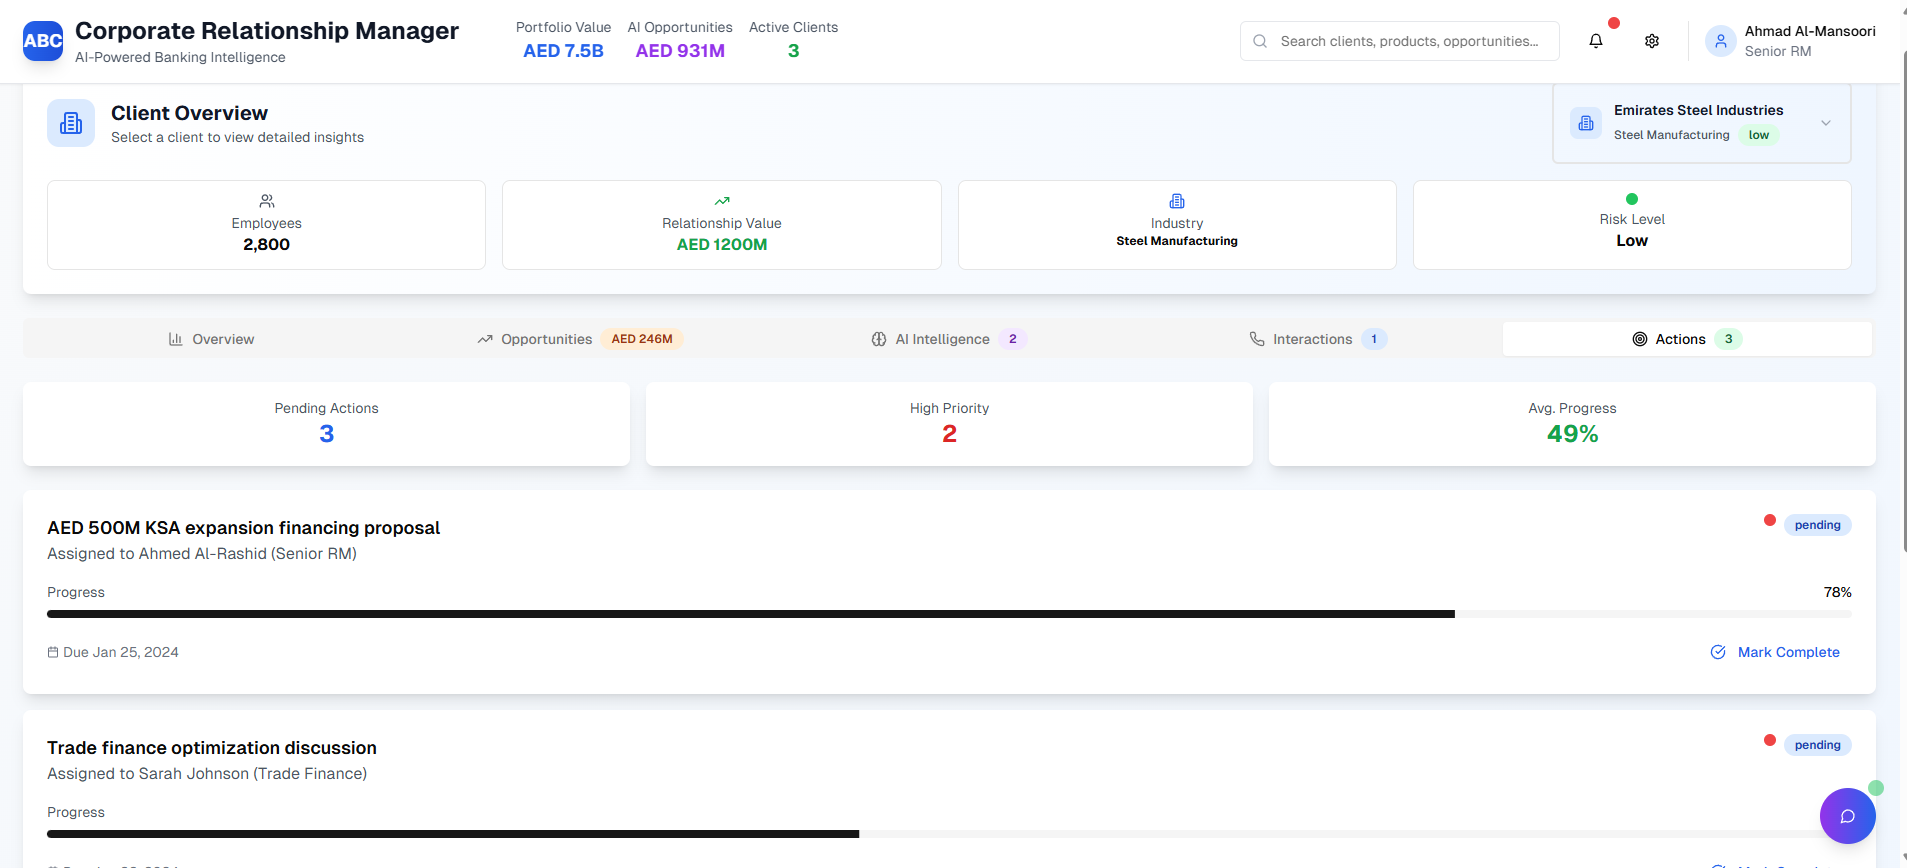 ABC
Corporate Relationship Manager
AI-Powered Banking Intelligence
Portfolio Value
AED 7.5B
AI Opportunities
AED 931M
Active Clients
3
Search clients, products, opportunities...
Ahmad Al-Mansoori
Senior RM
Client Overview
Select a client to view detailed insights
Emirates Steel Industries
Steel Manufacturing low
Employees
2,800
Relationship Value
AED 1200M
Industry
Steel Manufacturing
Risk Level
Low
Overview
Opportunities AED 246M
AI Intelligence 2
Interactions 1
Actions 3
Pending Actions
3
High Priority
2
Avg. Progress
49%
AED 500M KSA expansion financing proposal
pending
Assigned to Ahmed Al-Rashid (Senior RM)
Progress
78%
Due Jan 25, 2024
Mark Complete
Trade finance optimization discussion
pending
Assigned to Sarah Johnson (Trade Finance)
Progress